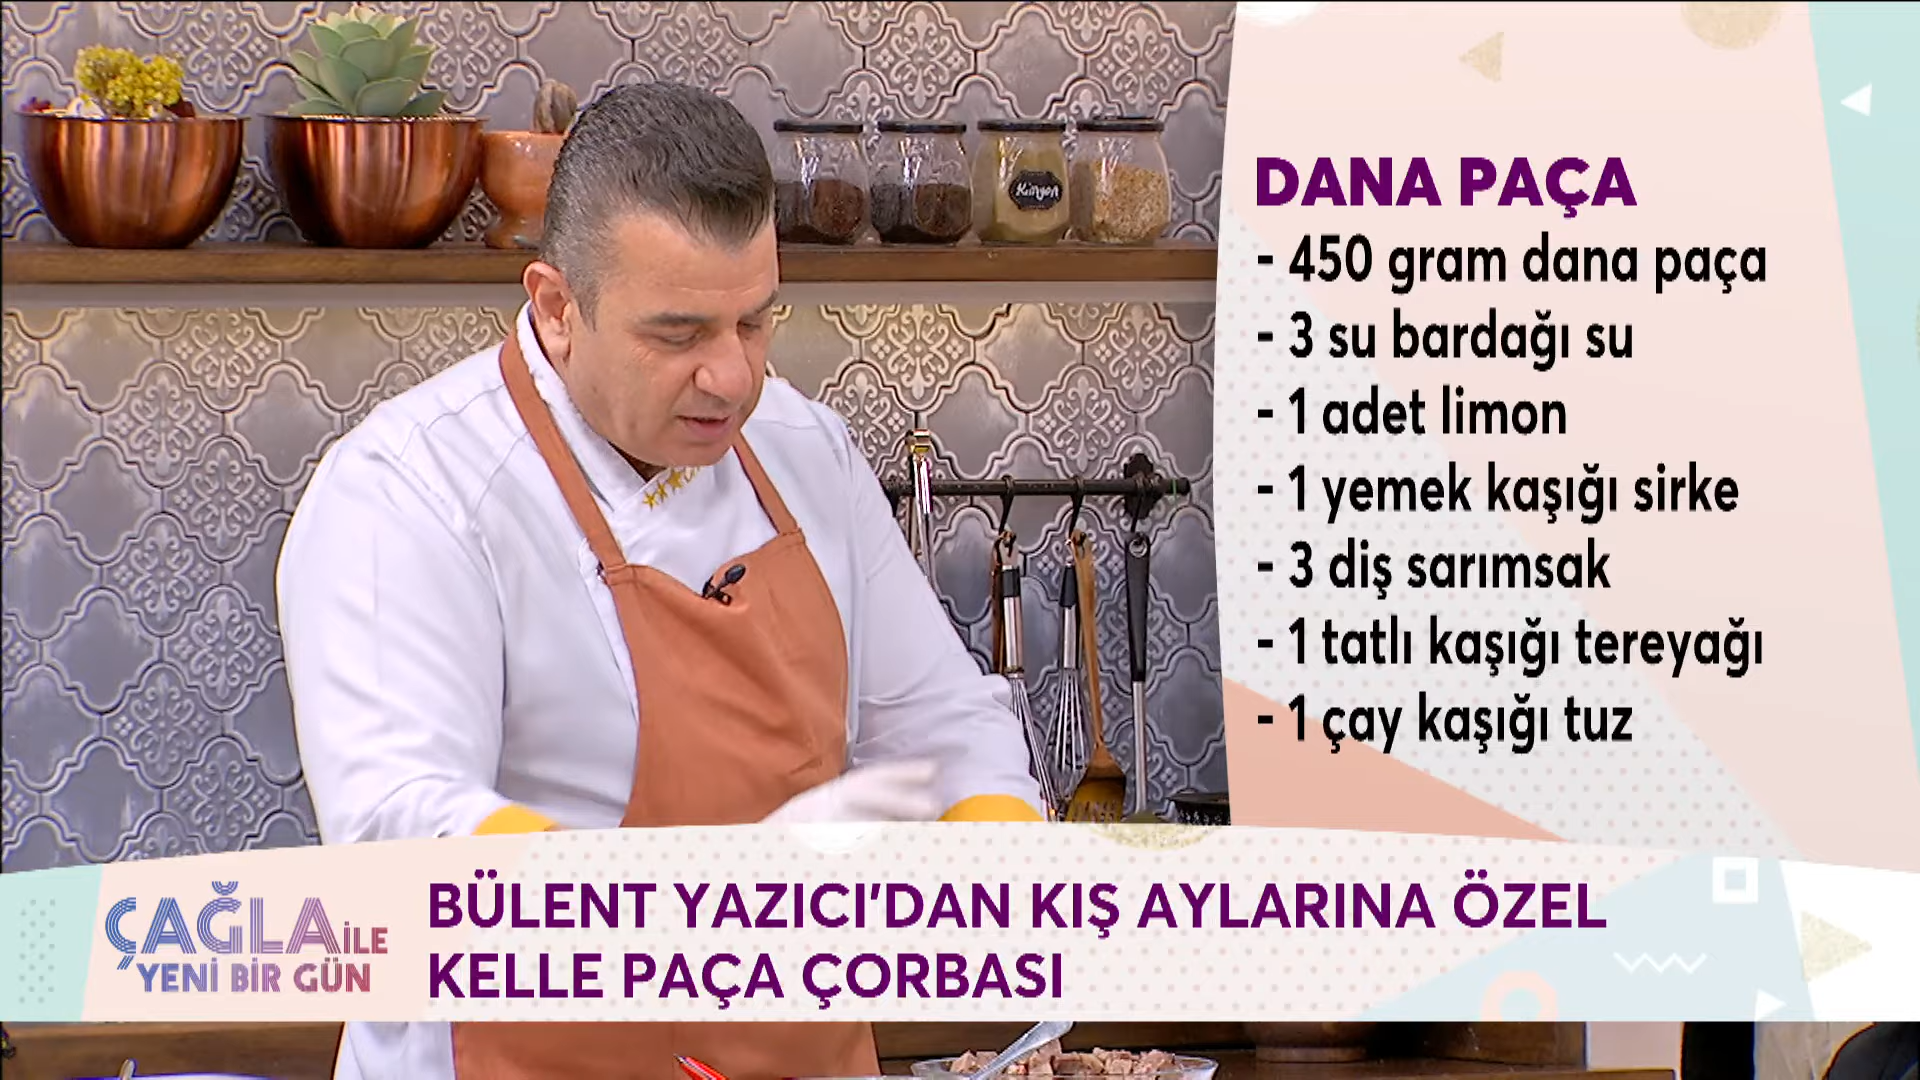 Kimyon
DANA PAÇA
- 450 gram dana paça
- 3 su bardağı su
- 1 adet limon
- 1 yemek kaşığı sirke
- 3 diş sarımsak
- 1 tatlı kaşığı tereyağı
- 1 çay kaşığı tuz
ÇAĞLA İLE
YENİ BİR GÜN
BÜLENT YAZICI'DAN KIŞ AYLARINA ÖZEL
KELLE PAÇA ÇORBASI